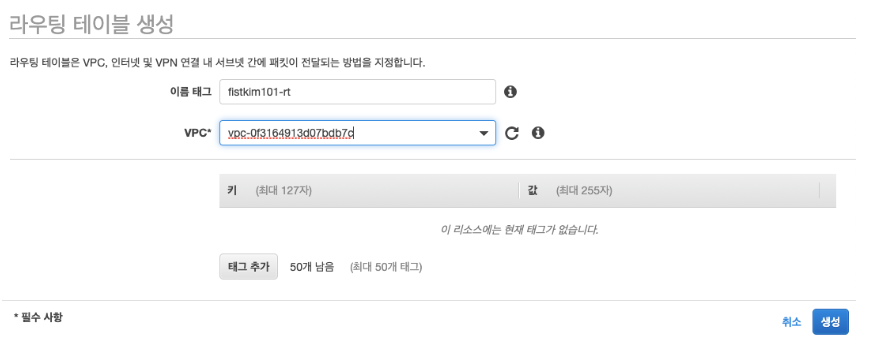 라우팅 테이블 생성
라우팅 테이블은 VPC, 인터넷 및 VPN 연결 내 서브넷 간에 패킷이 전달되는 방법을 지정합니다.
이름 태그 fistkim101-rt
VPC* vpc-0f3164913d07bdb7c
키 (최대 127자) 값 (최대 255자)
이 리소스에는 현재 태그가 없습니다.
태그 추가 50개 남음 (최대 50개 태그)
* 필수 사항 취소 생성